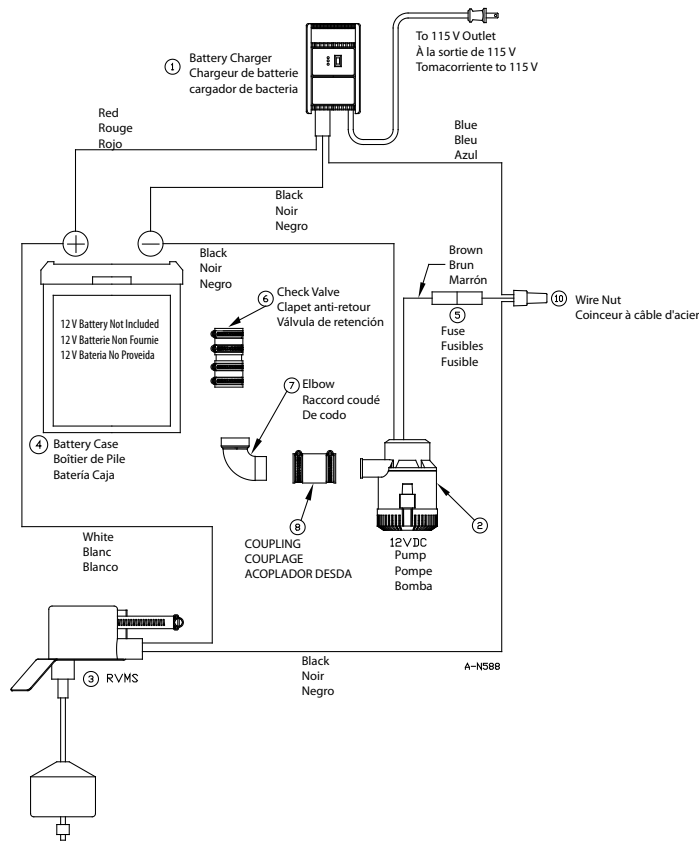 To 115 V Outlet
À la sortie de 115 V
Tomacorriente to 115 V
1
Battery Charger
Chargeur de batterie
cargador de bacteria
Red
Rouge
Rojo
Blue
Bleu
Azul
Black
Noir
Negro
+
−
Black
Noir
Negro
Brown
Brun
Marrón
6
Check Valve
Clapet anti-retour
Válvula de retención
10
Wire Nut
Coinceur à câble d'acier
5
Fuse
Fusibles
Fusible
12 V Battery Not Included
12 V Batterie Non Fournie
12 V Bateria No Proveida
7
Elbow
Raccord coudé
De codo
4
Battery Case
Boîtier de Pile
Batería Caja
8
COUPLING
COUPLAGE
ACOPLADOR DESDA
2
12VDC
Pump
Pompe
Bomba
White
Blanc
Blanco
Black
Noir
Negro
A-N588
3
RVMS